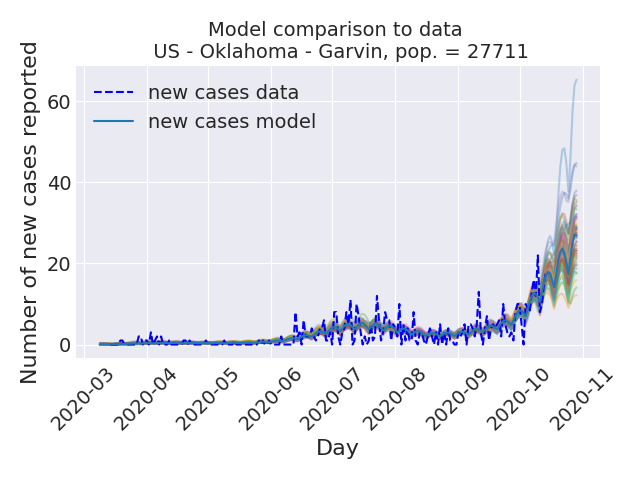 Model comparison to data
US - Oklahoma - Garvin, pop. = 27711
Number of new cases reported
60
40
20
0
new cases data
new cases model
2020-03
2020-04
2020-05
2020-06
2020-07
2020-08
2020-09
2020-10
2020-11
Day